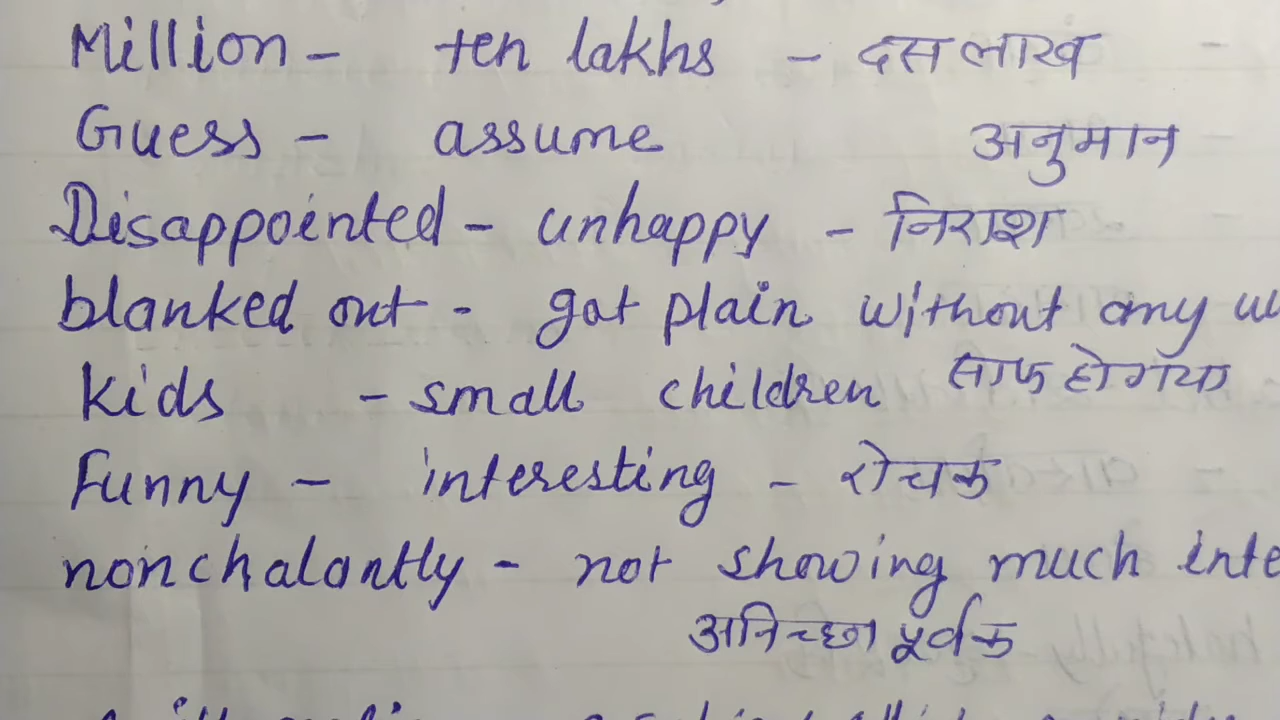 Million - ten lakhs - दस लाख
Guess - assume अनुमान
Disappointed - unhappy - निराश
blanked out - got plain without any
साफ हो गया
Kids - small children
Funny - interesting - रोचक
nonchalantly - not showing much inte
अनिच्छा पूर्वक